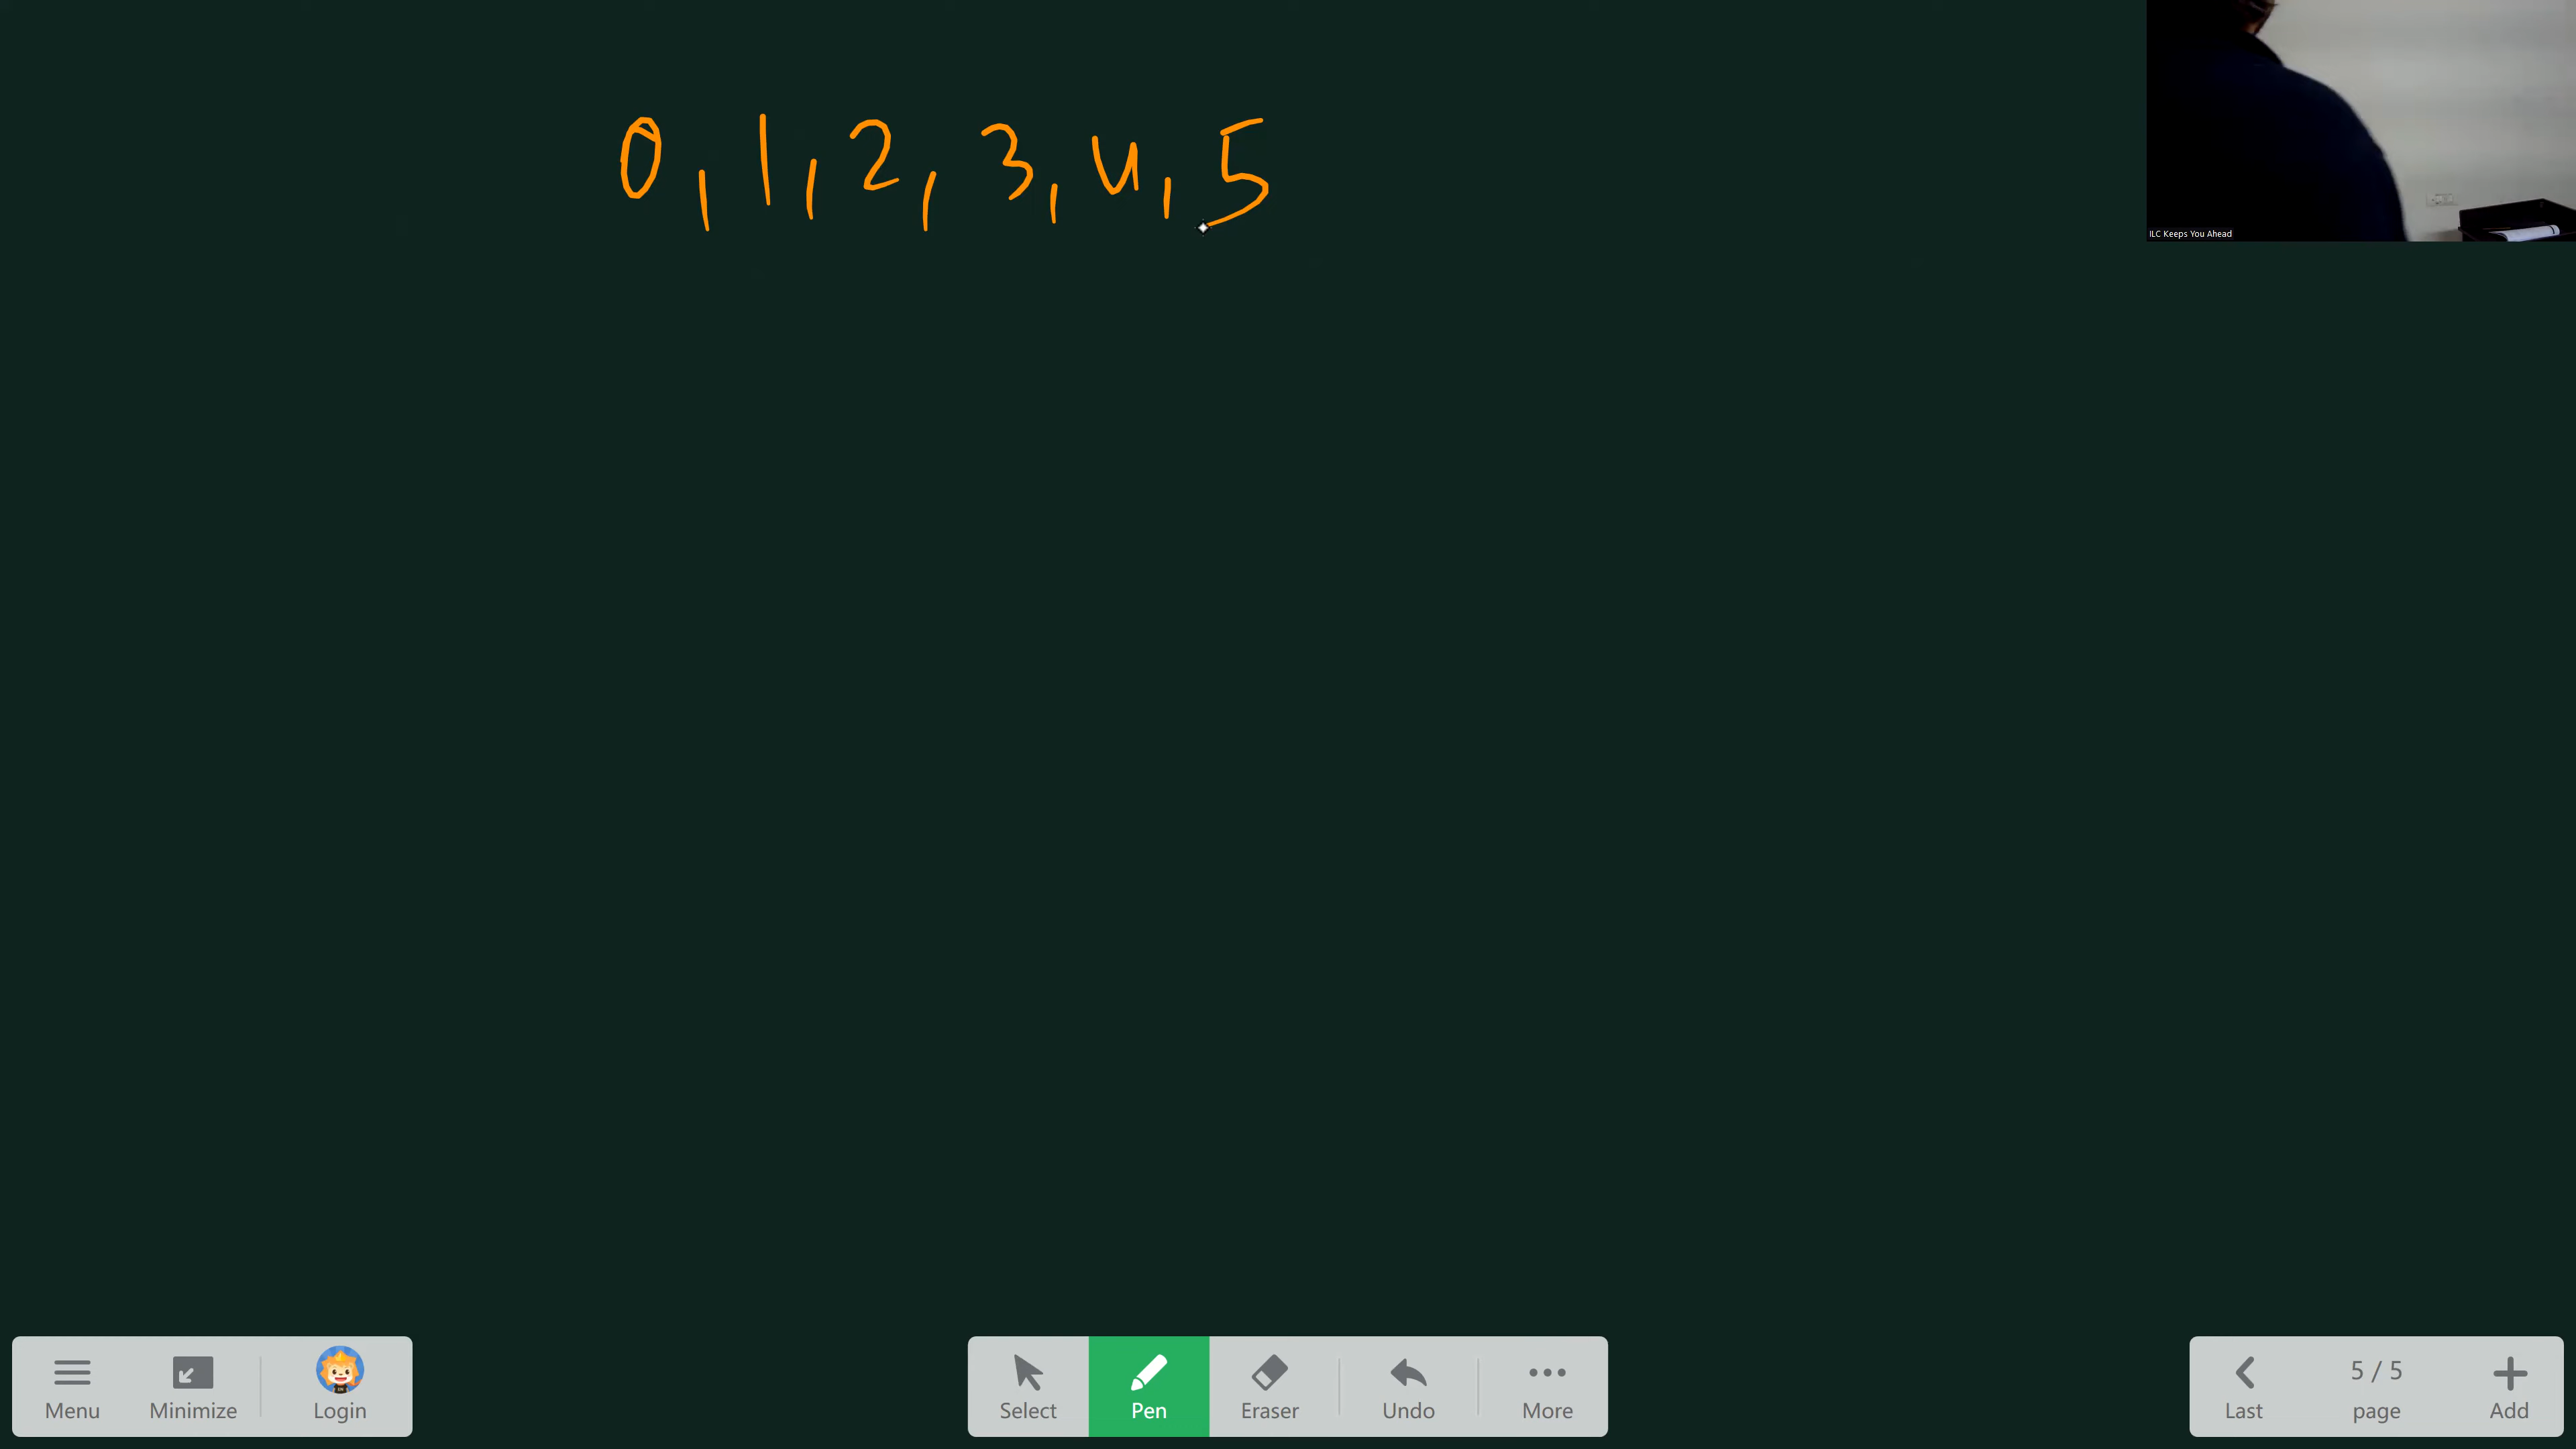 0, 1, 2, 3, 4, 5
ILC Keeps You Ahead
Menu
Minimize
Login
Select
Pen
Eraser
Undo
More
Last
5 / 5
page
Add